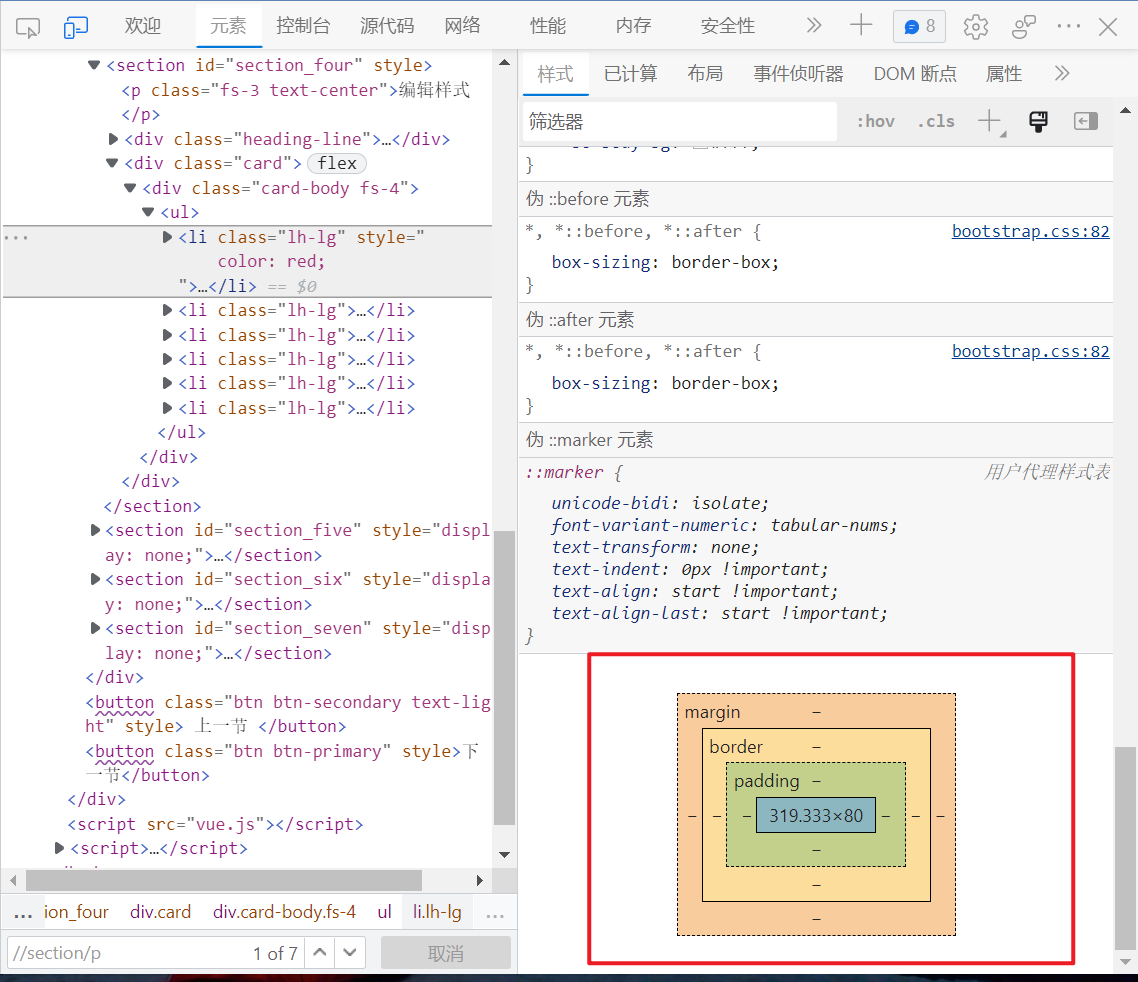 欢迎 元素 控制台 源代码 网络 性能 内存 安全性 8
<section id="section_four" style>
<p class="fs-3 text-center">编辑样式
</p>
<div class="heading-line">…</div>
<div class="card"> flex
<div class="card-body fs-4">
<ul>
<li class="lh-lg" style="
color: red;
">…</li> == $0
<li class="lh-lg">…</li>
<li class="lh-lg">…</li>
<li class="lh-lg">…</li>
<li class="lh-lg">…</li>
<li class="lh-lg">…</li>
</ul>
</div>
</div>
</section>
<section id="section_five" style="displ
ay: none;">…</section>
<section id="section_six" style="displa
y: none;">…</section>
<section id="section_seven" style="disp
lay: none;">…</section>
</div>
<button class="btn btn-secondary text-lig
ht" style> 上一节 </button>
<button class="btn btn-primary" style>下
一节</button>
</div>
<script src="vue.js"></script>
<script>…</script>
… ion_four div.card div.card-body.fs-4 ul li.lh-lg …
//section/p 1 of 7 取消
样式 已计算 布局 事件侦听器 DOM 断点 属性
筛选器 :hov .cls
}
伪 ::before 元素
*, *::before, *::after { bootstrap.css:82
box-sizing: border-box;
}
伪 ::after 元素
*, *::before, *::after { bootstrap.css:82
box-sizing: border-box;
}
伪 ::marker 元素
::marker { 用户代理样式表
unicode-bidi: isolate;
font-variant-numeric: tabular-nums;
text-transform: none;
text-indent: 0px !important;
text-align: start !important;
text-align-last: start !important;
}
margin –
border –
padding –
– – – 319.333×80 – – –
–
–
–